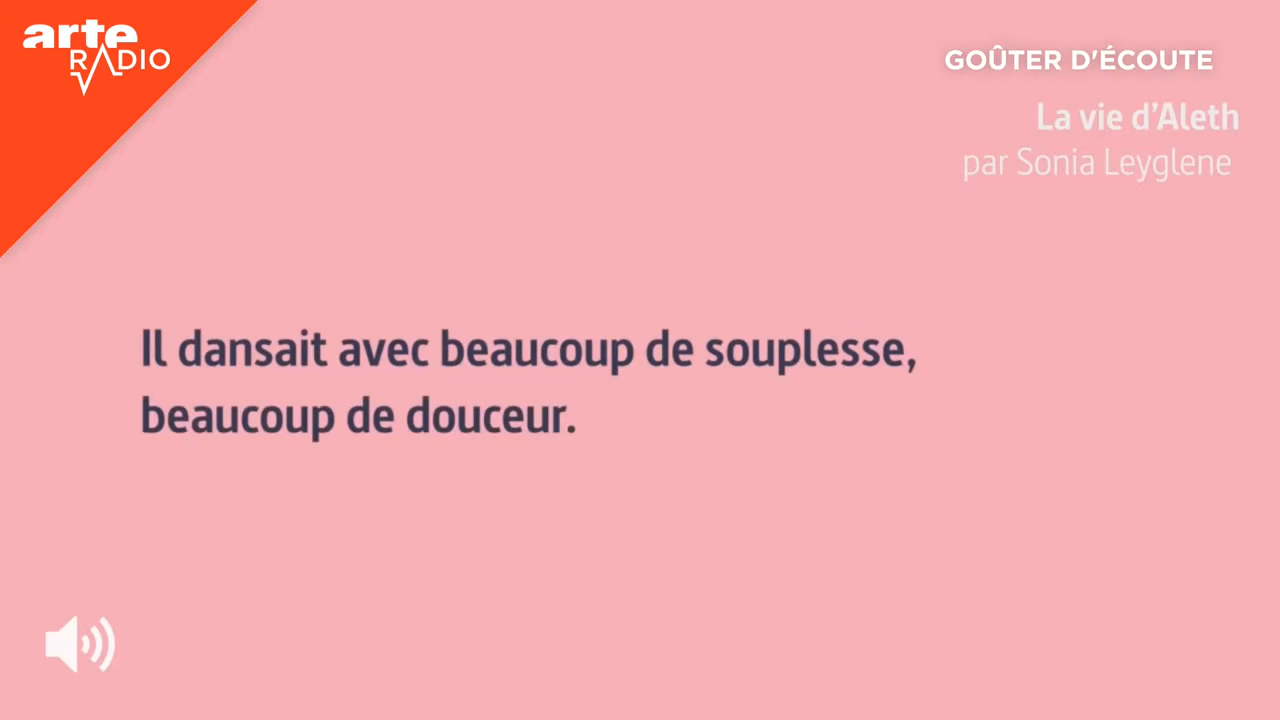 arte
RADIO
GOÛTER D'ÉCOUTE
La vie d’Aleth
par Sonia Leyglene
Il dansait avec beaucoup de souplesse,
beaucoup de douceur.